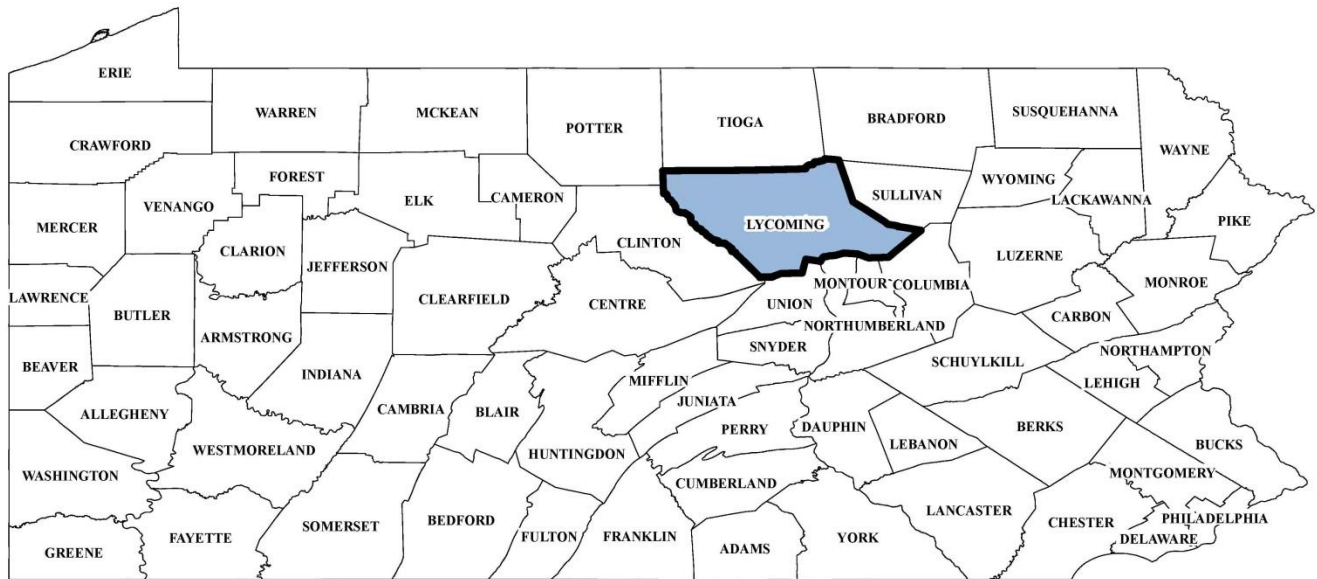 ERIE
WARREN
MCKEAN
POTTER
TIOGA
BRADFORD
SUSQUEHANNA
WAYNE
CRAWFORD
FOREST
ELK
CAMERON
SULLIVAN
WYOMING
LACKAWANNA
PIKE
MERCER
VENANGO
CLARION
JEFFERSON
CLINTON
LYCOMING
LUZERNE
MONROE
LAWRENCE
BUTLER
ARMSTRONG
CLEARFIELD
CENTRE
UNION
MONTOUR
COLUMBIA
NORTHUMBERLAND
CARBON
BEAVER
INDIANA
SNYDER
SCHUYLKILL
NORTHAMPTON
LEHIGH
ALLEGHENY
CAMBRIA
BLAIR
MIFFLIN
JUNIATA
PERRY
DAUPHIN
LEBANON
BERKS
BUCKS
WASHINGTON
WESTMORELAND
HUNTINGDON
CUMBERLAND
MONTGOMERY
GREENE
FAYETTE
SOMERSET
BEDFORD
FULTON
FRANKLIN
ADAMS
YORK
LANCASTER
CHESTER
PHILADELPHIA
DELAWARE